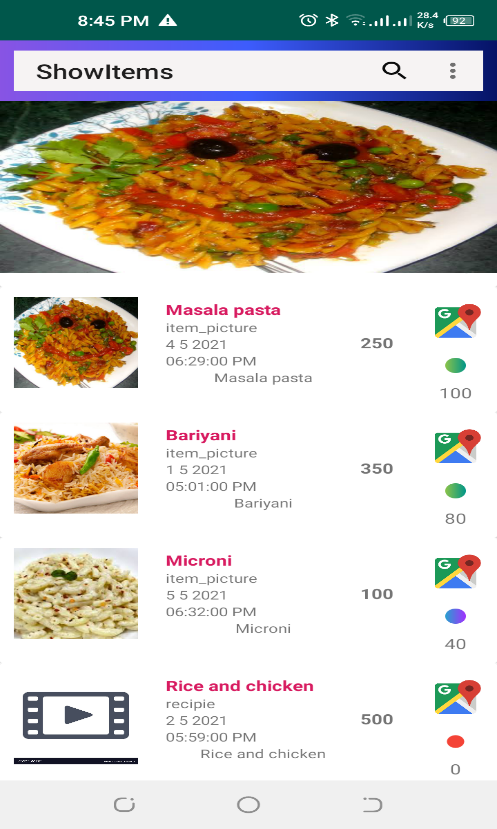 8:45 PM
28.4
K/s
92
ShowItems
Masala pasta
item_picture
4 5 2021
06:29:00 PM
Masala pasta
250
G
100
Bariyani
item_picture
1 5 2021
05:01:00 PM
Bariyani
350
G
80
Microni
item_picture
5 5 2021
06:32:00 PM
Microni
100
G
40
Rice and chicken
recipie
2 5 2021
05:59:00 PM
Rice and chicken
500
G
0